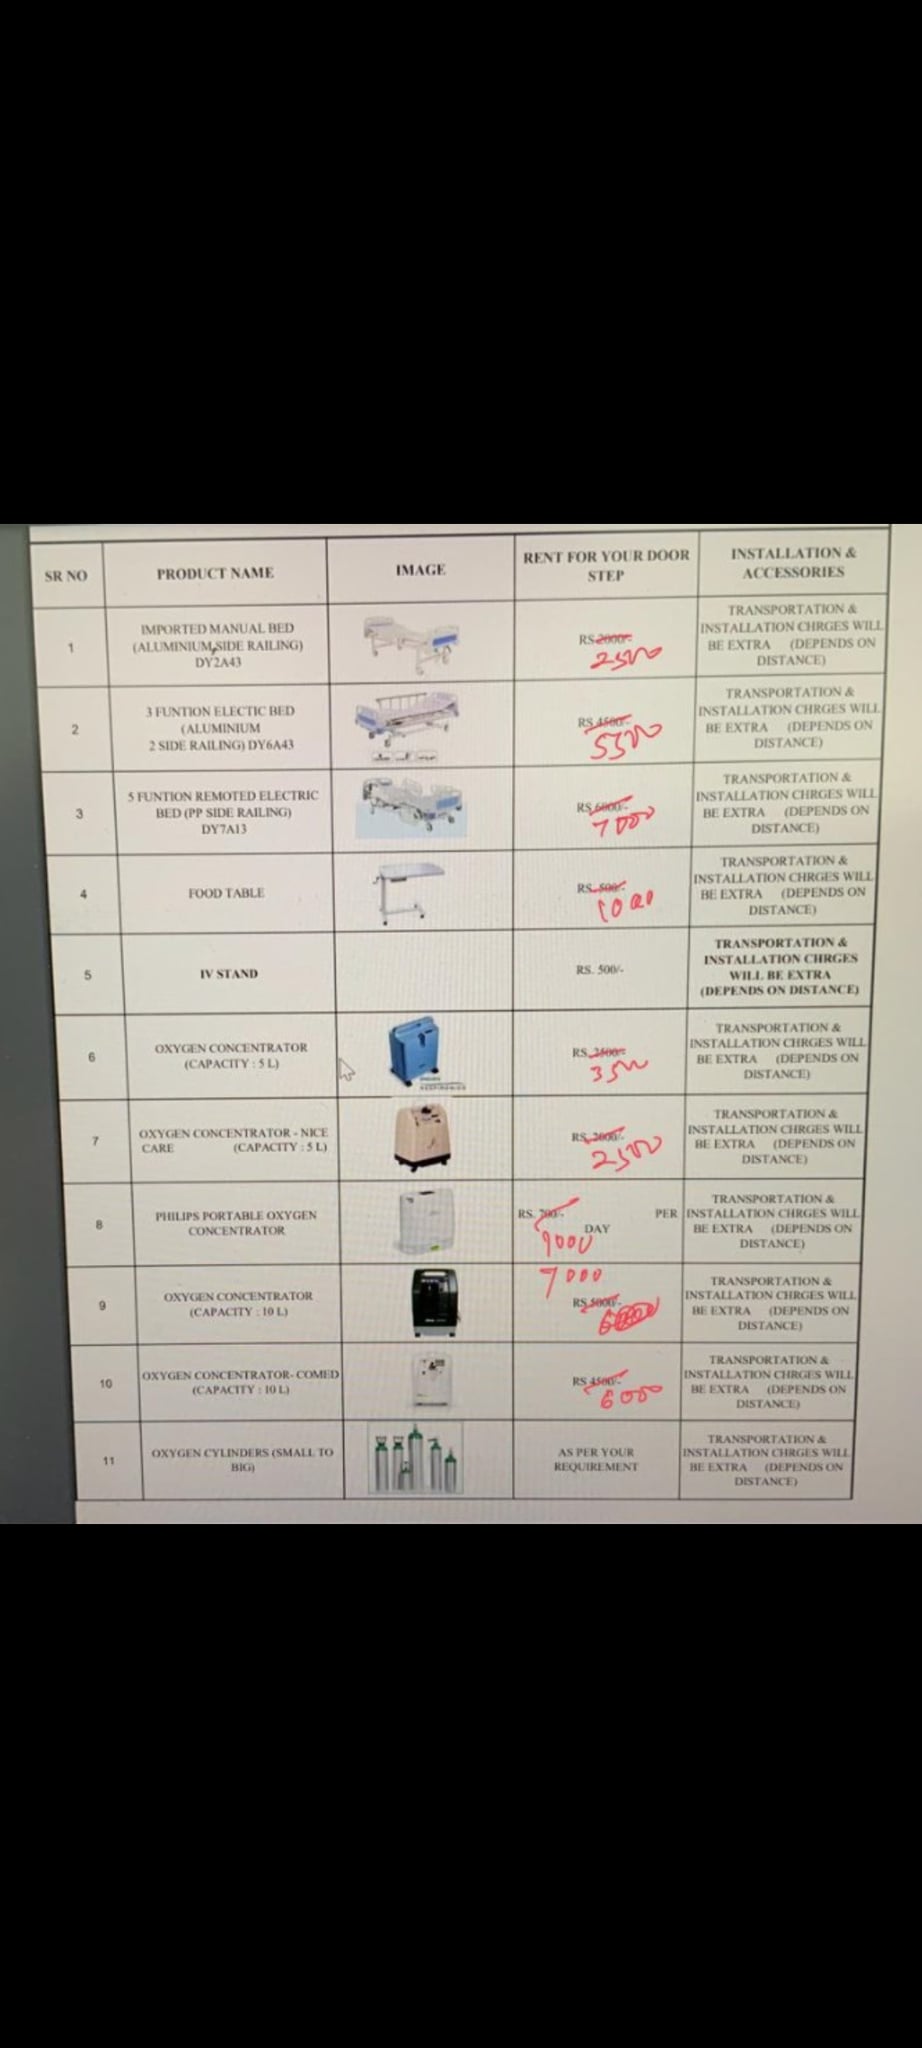 SR NO
PRODUCT NAME
IMAGE
RENT FOR YOUR DOOR
STEP
INSTALLATION &
ACCESSORIES
1
IMPORTED MANUAL BED
(ALUMINIUM,SIDE RAILING)
DY2A43
RS 2000/-
2500
TRANSPORTATION &
INSTALLATION CHRGES WILL
BE EXTRA (DEPENDS ON
DISTANCE)
2
3 FUNTION ELECTIC BED
(ALUMINIUM
2 SIDE RAILING) DY6A43
RS 4500/-
5500
TRANSPORTATION &
INSTALLATION CHRGES WILL
BE EXTRA (DEPENDS ON
DISTANCE)
3
5 FUNTION REMOTED ELECTRIC
BED (PP SIDE RAILING)
DY7A13
RS 6000/-
7000
TRANSPORTATION &
INSTALLATION CHRGES WILL
BE EXTRA (DEPENDS ON
DISTANCE)
4
FOOD TABLE
RS. 500/-
1000
TRANSPORTATION &
INSTALLATION CHRGES WILL
BE EXTRA (DEPENDS ON
DISTANCE)
5
IV STAND
RS. 500/-
TRANSPORTATION &
INSTALLATION CHRGES
WILL BE EXTRA
(DEPENDS ON DISTANCE)
6
OXYGEN CONCENTRATOR
(CAPACITY : 5 L)
RESPIRONICS
RS. 2500/-
3500
TRANSPORTATION &
INSTALLATION CHRGES WILL
BE EXTRA (DEPENDS ON
DISTANCE)
7
OXYGEN CONCENTRATOR - NICE
CARE (CAPACITY : 5 L)
RS. 2000/-
2500
TRANSPORTATION &
INSTALLATION CHRGES WILL
BE EXTRA (DEPENDS ON
DISTANCE)
8
PHILIPS PORTABLE OXYGEN
CONCENTRATOR
RS. 700/- PER
DAY
9000
TRANSPORTATION &
INSTALLATION CHRGES WILL
BE EXTRA (DEPENDS ON
DISTANCE)
9
OXYGEN CONCENTRATOR
(CAPACITY : 10 L)
7000
RS 5000/-
TRANSPORTATION &
INSTALLATION CHRGES WILL
BE EXTRA (DEPENDS ON
DISTANCE)
10
OXYGEN CONCENTRATOR- COMED
(CAPACITY : 10 L)
RS 4500/-
6000
TRANSPORTATION &
INSTALLATION CHRGES WILL
BE EXTRA (DEPENDS ON
DISTANCE)
11
OXYGEN CYLINDERS (SMALL TO
BIG)
AS PER YOUR
REQUIREMENT
TRANSPORTATION &
INSTALLATION CHRGES WILL
BE EXTRA (DEPENDS ON
DISTANCE)